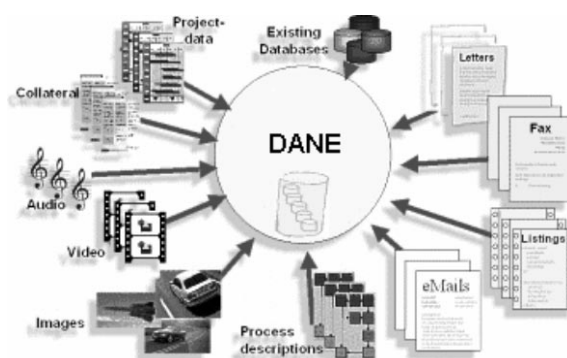 Project-
data
Existing
Databases
Letters
Collateral
Fax
DANE
Audio
Video
Listings
eMails
Images
Process
descriptions